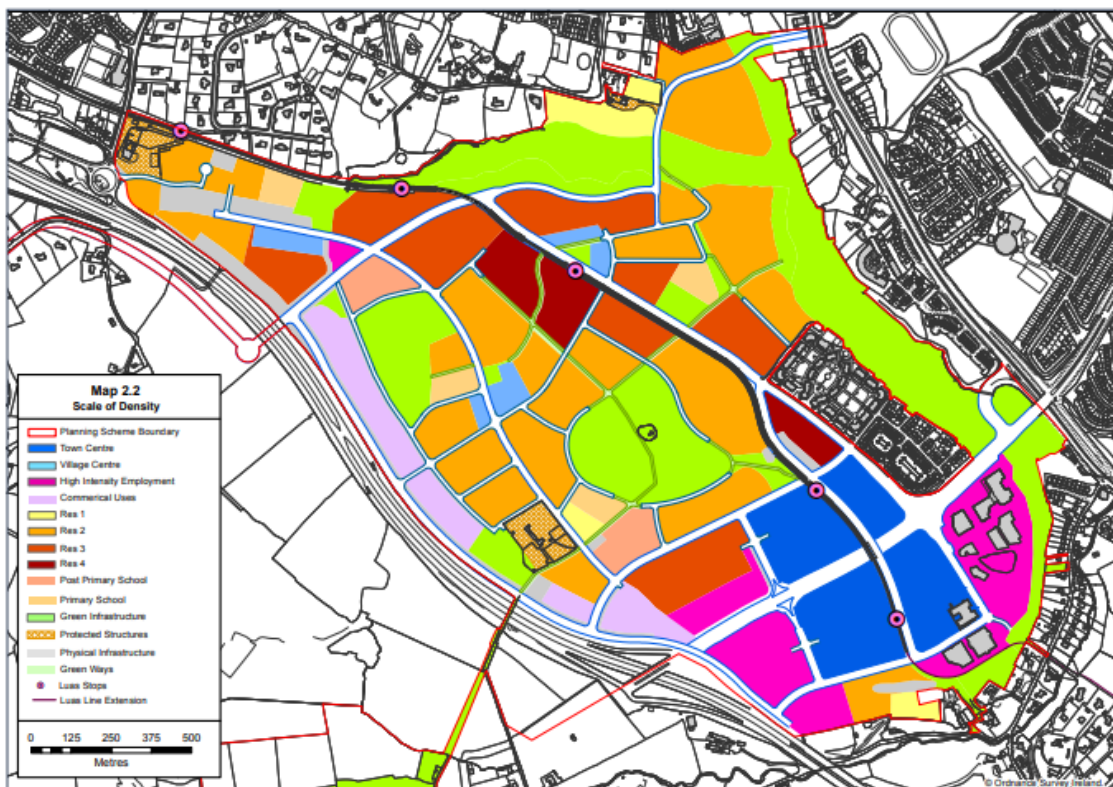 Map 2.2
Scale of Density
Planning Scheme Boundary
Town Centre
Village Centre
High Intensity Employment
Commerical Uses
Res 1
Res 2
Res 3
Res 4
Post Primary School
Primary School
Green Infrastructure
Protected Structures
Physical Infrastructure
Green Ways
Luas Stops
Luas Line Extension
0 125 250 375 500
Metres
© Ordnance Survey Ireland